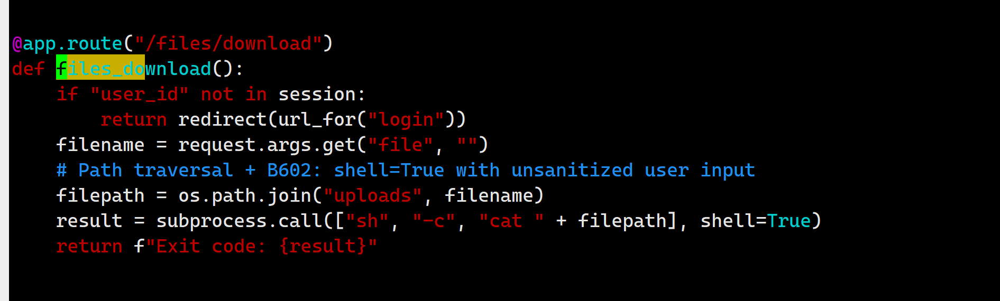 @app.route("/files/download")
def files_download():
    if "user_id" not in session:
        return redirect(url_for("login"))
    filename = request.args.get("file", "")
    # Path traversal + B602: shell=True with unsanitized user input
    filepath = os.path.join("uploads", filename)
    result = subprocess.call(["sh", "-c", "cat " + filepath], shell=True)
    return f"Exit code: {result}"